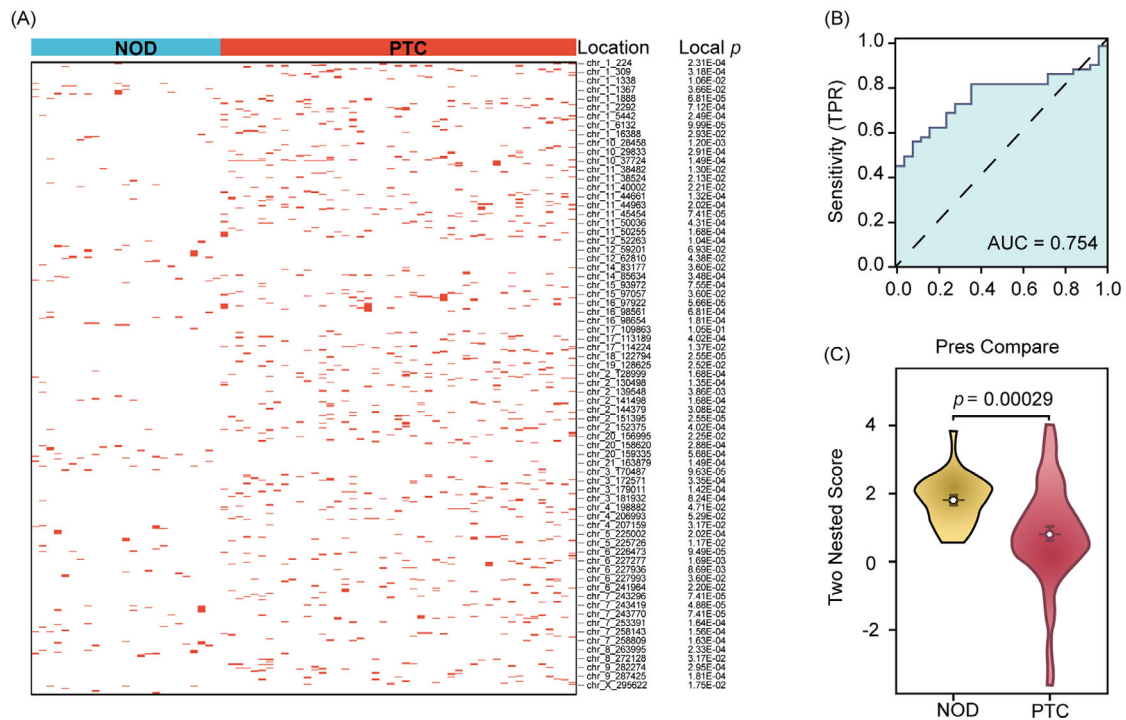 (A)
NOD PTC Location Local p
chr_1_224 2.31E-04
chr_1_309 3.18E-04
chr_1_1338 1.06E-02
chr_1_1367 3.66E-02
chr_1_1888 6.81E-05
chr_1_2292 7.12E-04
chr_1_5442 2.49E-04
chr_1_6132 9.99E-05
chr_1_16388 2.93E-02
chr_10_28458 1.20E-03
chr_10_29833 2.91E-04
chr_10_37724 1.49E-04
chr_11_38482 1.30E-02
chr_11_38524 2.13E-02
chr_11_40002 2.21E-02
chr_11_44661 1.32E-04
chr_11_44963 2.02E-04
chr_11_45454 7.41E-05
chr_11_50036 4.31E-04
chr_11_50255 1.68E-04
chr_12_52263 1.04E-04
chr_12_59201 6.93E-02
chr_12_62810 4.38E-02
chr_14_83177 3.60E-02
chr_14_85634 3.48E-04
chr_15_93972 7.55E-04
chr_15_97057 3.60E-02
chr_16_97922 5.66E-05
chr_16_98561 6.81E-04
chr_16_98654 1.81E-04
chr_17_109863 1.05E-01
chr_17_113189 4.02E-04
chr_17_114224 1.37E-02
chr_18_122794 2.55E-05
chr_19_128625 2.52E-02
chr_2_128999 1.68E-04
chr_2_130498 1.35E-04
chr_2_139548 3.86E-03
chr_2_141498 1.68E-04
chr_2_144379 3.08E-02
chr_2_151395 2.55E-05
chr_2_152375 4.02E-04
chr_20_156995 2.25E-02
chr_20_158620 2.88E-04
chr_20_159335 5.68E-04
chr_21_163879 1.49E-04
chr_3_170487 9.63E-05
chr_3_172571 3.35E-04
chr_3_179011 1.42E-04
chr_3_181932 8.24E-04
chr_4_198882 4.71E-02
chr_4_206993 5.29E-02
chr_4_207159 3.17E-02
chr_5_225002 2.02E-04
chr_5_225726 1.17E-02
chr_6_226473 9.49E-05
chr_6_227277 1.69E-03
chr_6_227936 8.69E-03
chr_6_227993 3.60E-02
chr_6_241964 2.20E-02
chr_7_243296 7.41E-05
chr_7_243419 4.88E-05
chr_7_243770 7.41E-05
chr_7_253391 1.64E-04
chr_7_258143 1.56E-04
chr_7_258809 1.63E-04
chr_8_263995 2.33E-04
chr_8_272128 3.17E-02
chr_9_282274 2.95E-04
chr_9_287425 1.81E-04
chr_X_295622 1.75E-02
(B)
Sensitivity (TPR)
1.0
0.8
0.6
0.4
0.2
0.0
AUC = 0.754
0.0 0.2 0.4 0.6 0.8 1.0
(C)
Pres Compare
p = 0.00029
Two Nested Score
4
2
0
-2
NOD PTC